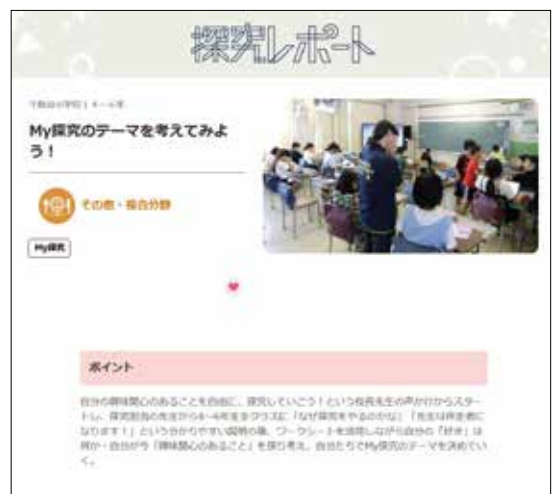 探究レポート
My探究のテーマを考えてみよ
う！
その他・複合分野
My探究
ポイント
自分の興味関心のあることを自由に、探究していこう！という校長先生の声かけからスター
トし、探究担当の先生から4~6年生全クラスに「なぜ探究をやるのかな」「先生は伴走者に
なります！」という分かりやすい説明の後、ワークシートを活用しながら自分の「好き」は
何か・自分が今「興味関心のあること」を深り考え、自分たちでMy探究のテーマを決めてい
く。